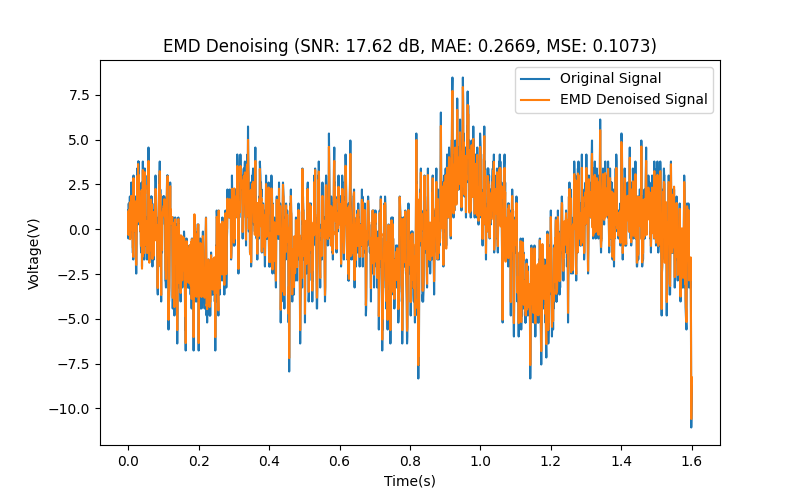 EMD Denoising (SNR: 17.62 dB, MAE: 0.2669, MSE: 0.1073)
Original Signal
EMD Denoised Signal
7.5
5.0
2.5
0.0
−2.5
−5.0
−7.5
−10.0
Voltage(V)
0.0 0.2 0.4 0.6 0.8 1.0 1.2 1.4 1.6
Time(s)